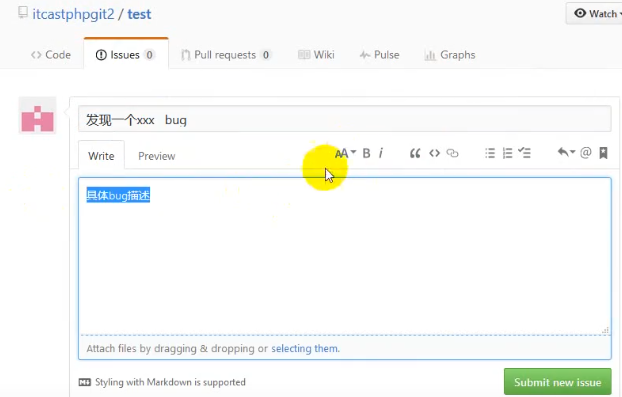 itcastphpgit2 / test
Watch
Code Issues 0 Pull requests 0 Wiki Pulse Graphs
发现一个xxx bug
Write Preview
AA B i
具体bug描述
Attach files by dragging & dropping or selecting them.
Styling with Markdown is supported
Submit new issue